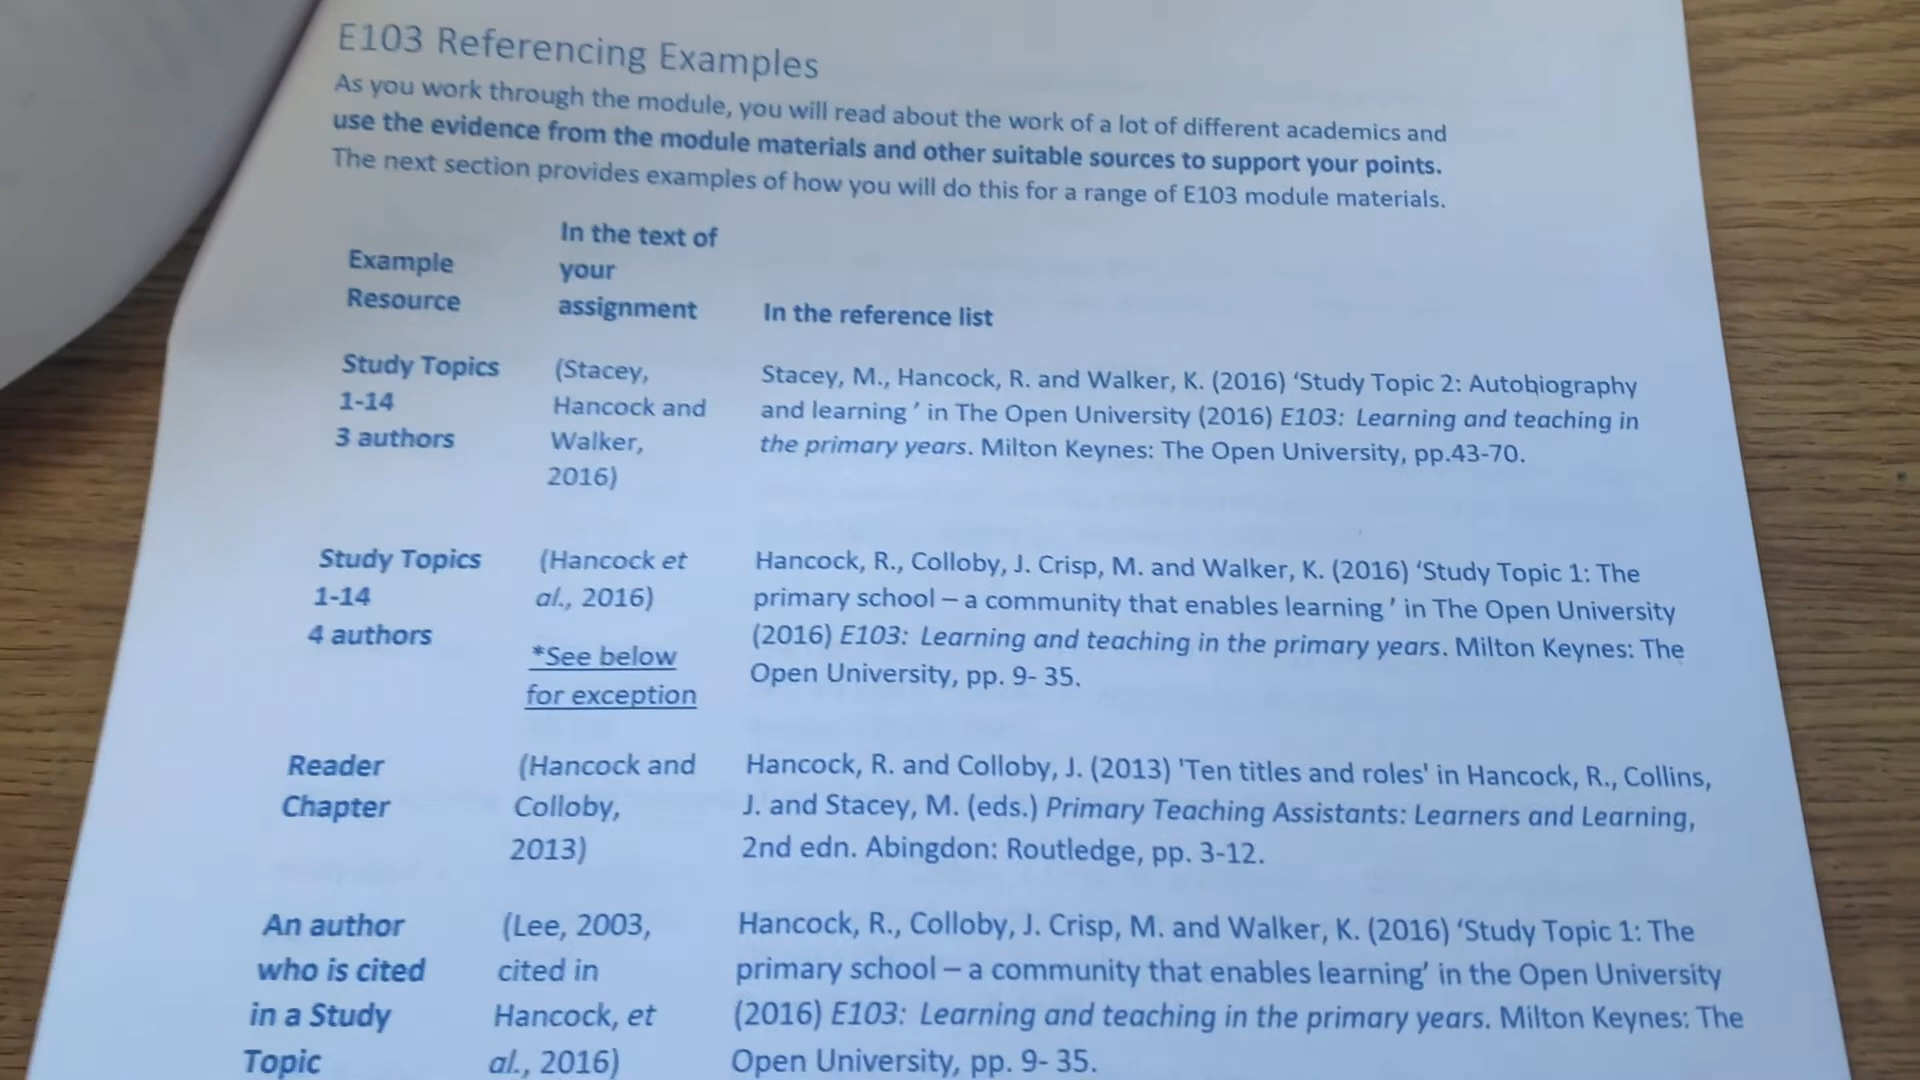 E103 Referencing Examples
As you work through the module, you will read about the work of a lot of different academics and
use the evidence from the module materials and other suitable sources to support your points.
The next section provides examples of how you will do this for a range of E103 module materials.
Example
Resource
In the text of
your
assignment
In the reference list
Study Topics
1-14
3 authors
(Stacey,
Hancock and
Walker,
2016)
Stacey, M., Hancock, R. and Walker, K. (2016) ‘Study Topic 2: Autobiography
and learning ’ in The Open University (2016) E103: Learning and teaching in
the primary years. Milton Keynes: The Open University, pp.43-70.
Study Topics
1-14
4 authors
(Hancock et
al., 2016)
*See below
for exception
Hancock, R., Colloby, J. Crisp, M. and Walker, K. (2016) ‘Study Topic 1: The
primary school – a community that enables learning ’ in The Open University
(2016) E103: Learning and teaching in the primary years. Milton Keynes: The
Open University, pp. 9- 35.
Reader
Chapter
(Hancock and
Colloby,
2013)
Hancock, R. and Colloby, J. (2013) 'Ten titles and roles' in Hancock, R., Collins,
J. and Stacey, M. (eds.) Primary Teaching Assistants: Learners and Learning,
2nd edn. Abingdon: Routledge, pp. 3-12.
An author
who is cited
in a Study
Topic
(Lee, 2003,
cited in
Hancock, et
al., 2016)
Hancock, R., Colloby, J. Crisp, M. and Walker, K. (2016) ‘Study Topic 1: The
primary school – a community that enables learning’ in the Open University
(2016) E103: Learning and teaching in the primary years. Milton Keynes: The
Open University, pp. 9- 35.